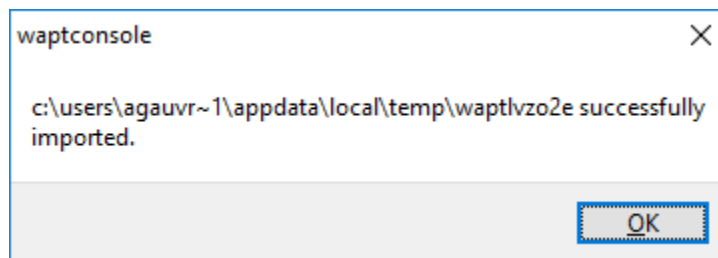 waptconsole
c:\users\agauvr~1\appdata\local\temp\waptlvzo2e successfully
imported.
OK